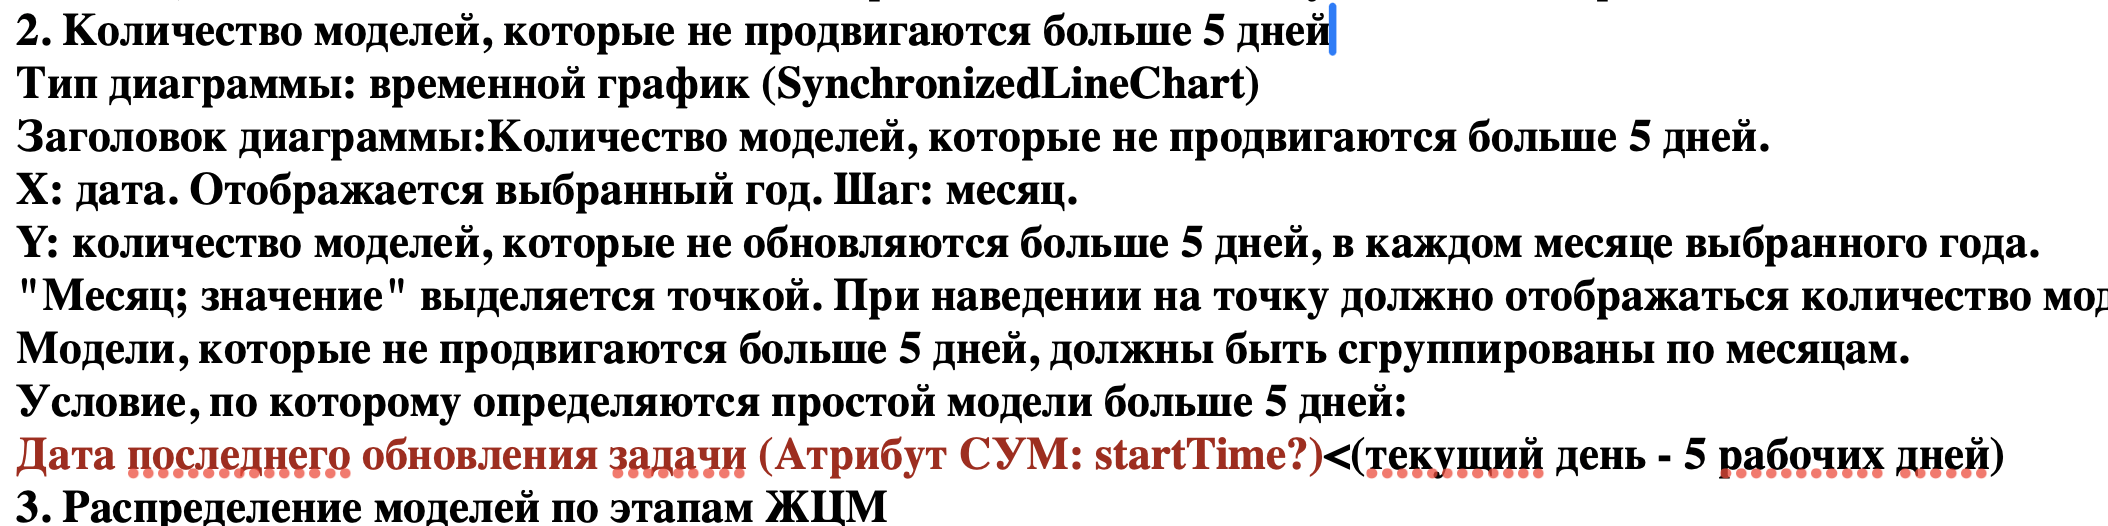 2. Количество моделей, которые не продвигаются больше 5 дней
Тип диаграммы: временной график (SynchronizedLineChart)
Заголовок диаграммы:Количество моделей, которые не продвигаются больше 5 дней.
X: дата. Отображается выбранный год. Шаг: месяц.
Y: количество моделей, которые не обновляются больше 5 дней, в каждом месяце выбранного года.
"Месяц; значение" выделяется точкой. При наведении на точку должно отображаться количество
Модели, которые не продвигаются больше 5 дней, должны быть сгруппированы по месяцам.
Условие, по которому определяются простой модели больше 5 дней:
Дата последнего обновления задачи (Атрибут СУМ: startTime?)<(текущий день - 5 рабочих дней)
3. Распределение моделей по этапам ЖЦМ